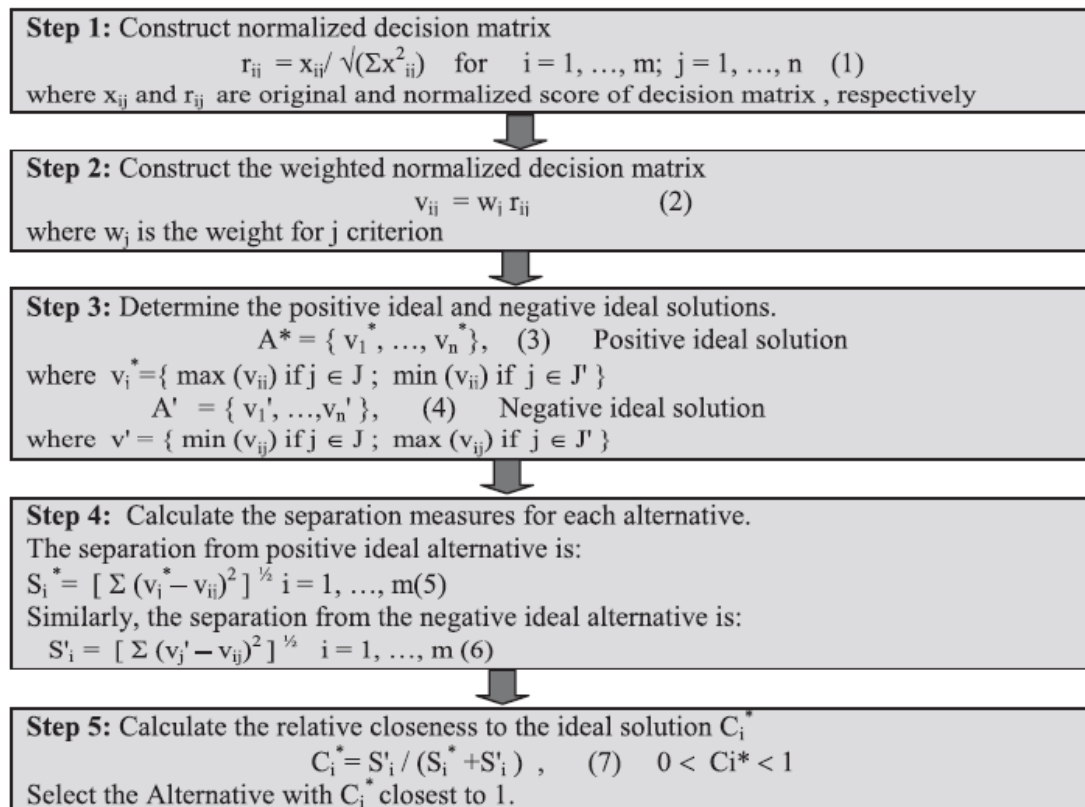 Step 1: Construct normalized decision matrix
r_ij = x_ij/ √(Σx²_ij) for i = 1, …, m; j = 1, …, n (1)
where x_ij and r_ij are original and normalized score of decision matrix , respectively
Step 2: Construct the weighted normalized decision matrix
v_ij = w_j r_ij (2)
where w_j is the weight for j criterion
Step 3: Determine the positive ideal and negative ideal solutions.
A* = { v_1^*, …, v_n^*}, (3) Positive ideal solution
where v_j^*={ max (v_ij) if j ∈ J ; min (v_ij) if j ∈ J' }
A' = { v_1', …,v_n' }, (4) Negative ideal solution
where v' = { min (v_ij) if j ∈ J ; max (v_ij) if j ∈ J' }
Step 4: Calculate the separation measures for each alternative.
The separation from positive ideal alternative is:
S_i^* = [ Σ (v_j^*– v_ij)² ]^½ i = 1, …, m(5)
Similarly, the separation from the negative ideal alternative is:
S'_i = [ Σ (v_j' – v_ij)² ]^½ i = 1, …, m (6)
Step 5: Calculate the relative closeness to the ideal solution C_i^*
C_i^*= S'_i / (S_i^* +S'_i ) , (7) 0 < Ci* < 1
Select the Alternative with C_i^* closest to 1.